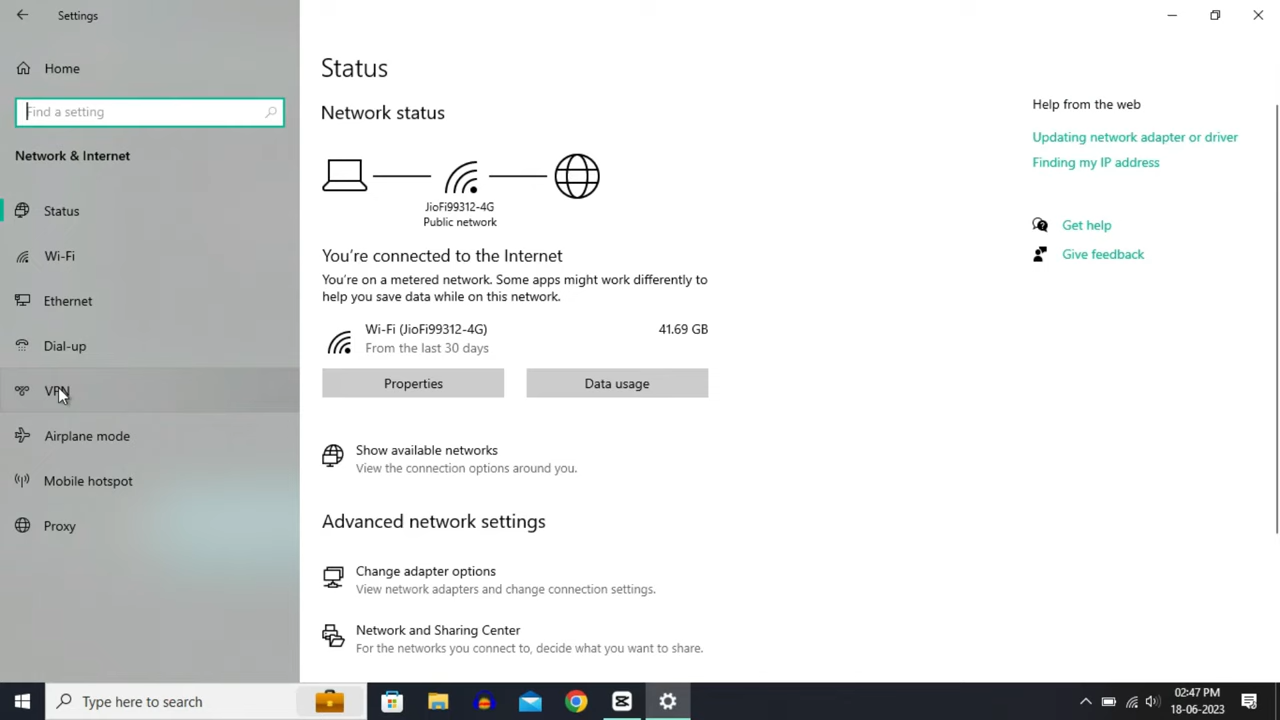 Settings
Home
Find a setting
Network & Internet
Status
Wi-Fi
Ethernet
Dial-up
VPN
Airplane mode
Mobile hotspot
Proxy
Status
Network status
JioFi99312-4G
Public network
You're connected to the Internet
You're on a metered network. Some apps might work differently to
help you save data while on this network.
Wi-Fi (JioFi99312-4G)
41.69 GB
From the last 30 days
Properties
Data usage
Show available networks
View the connection options around you.
Advanced network settings
Change adapter options
View network adapters and change connection settings.
Network and Sharing Center
For the networks you connect to, decide what you want to share.
Help from the web
Updating network adapter or driver
Finding my IP address
Get help
Give feedback
Type here to search
02:47 PM
18-06-2023